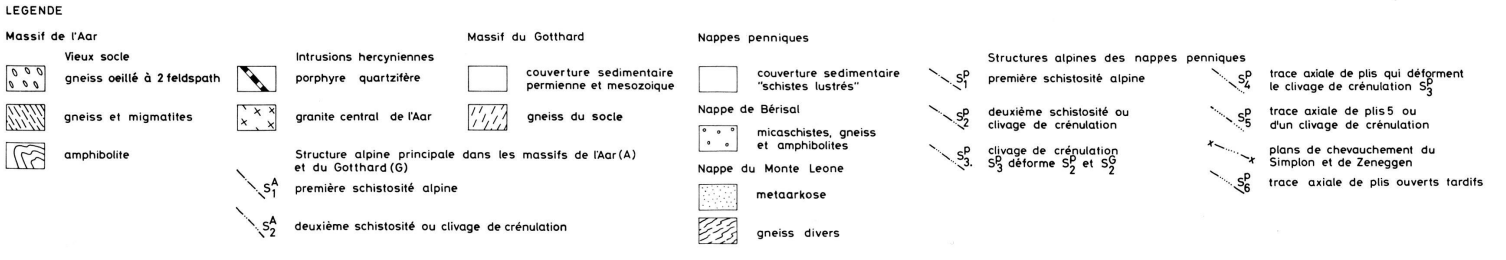 LEGENDE
Massif de l'Aar
Vieux socle
gneiss oeillé à 2 feldspath
gneiss et migmatites
amphibolite
Intrusions hercyniennes
porphyre quartzifère
granite central de l'Aar
Structure alpine principale dans les massifs de l'Aar (A)
et du Gotthard (G)
S₁ᴬ première schistosité alpine
S₂ᴬ deuxième schistosité ou clivage de crénulation
Massif du Gotthard
couverture sedimentaire
permienne et mesozoique
gneiss du socle
Nappes penniques
couverture sedimentaire
"schistes lustrés"
Nappe de Bérisal
micaschistes, gneiss
et amphibolites
Nappe du Monte Leone
metaarkose
gneiss divers
Structures alpines des nappes penniques
S₁ᴾ première schistosité alpine
S₂ᴾ deuxième schistosité ou
clivage de crénulation
S₃ᴾ. clivage de crénulation
S₃ᴾ déforme S₂ᴾ et S₂ᴳ
S₄ᴾ trace axiale de plis qui déforment
le clivage de crénulation S₃ᴾ
S₅ᴾ trace axiale de plis 5 ou
d'un clivage de crénulation
x x plans de chevauchement du
Simplon et de Zeneggen
S₆ᴾ trace axiale de plis ouverts tardifs